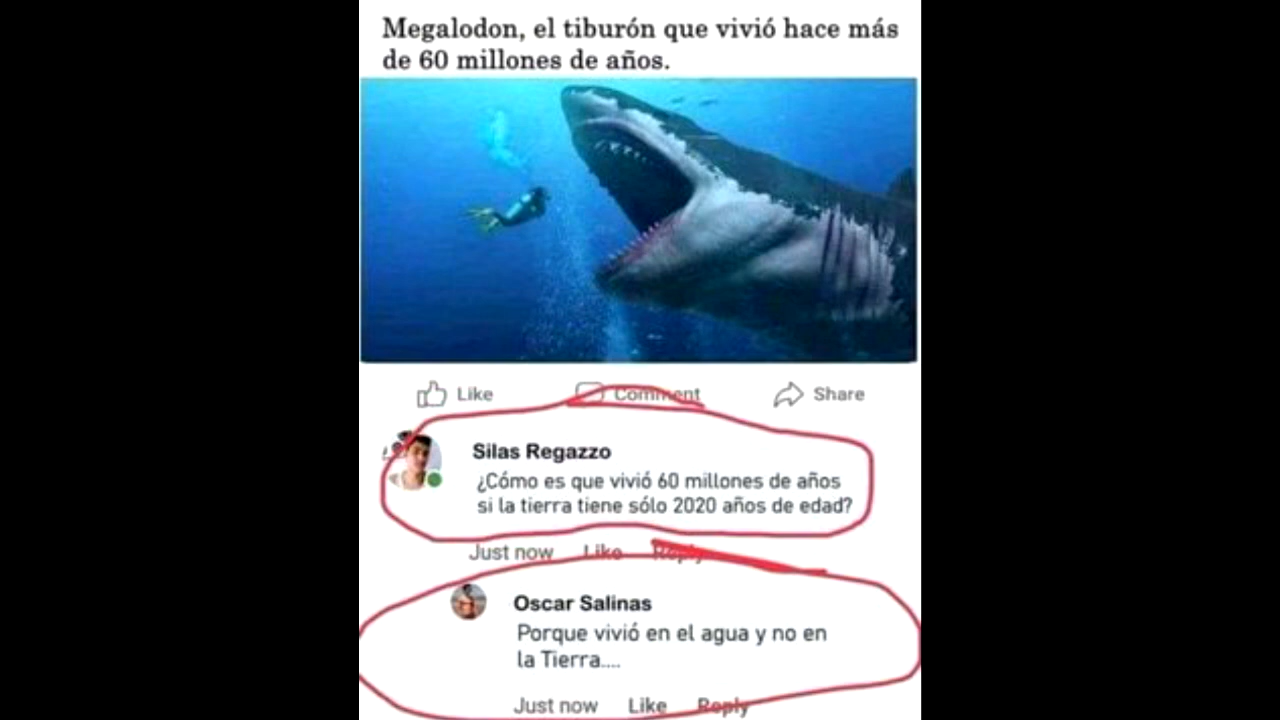 Megalodon, el tiburón que vivió hace más
de 60 millones de años.
Like Comment Share
Silas Regazzo
¿Cómo es que vivió 60 millones de años
si la tierra tiene sólo 2020 años de edad?
Just now Like Reply
Oscar Salinas
Porque vivió en el agua y no en
la Tierra....
Just now Like Reply